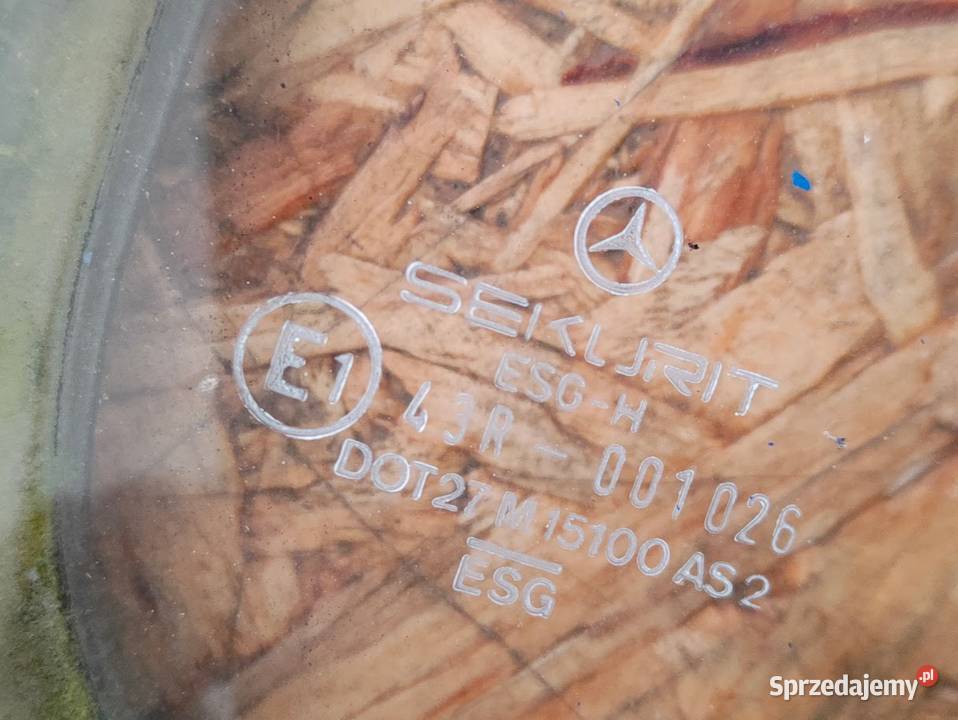 SEKURIT
ESG-H
E1
43R-001026
DOT27 M15100 AS2
ESG
Sprzedajemy.pl